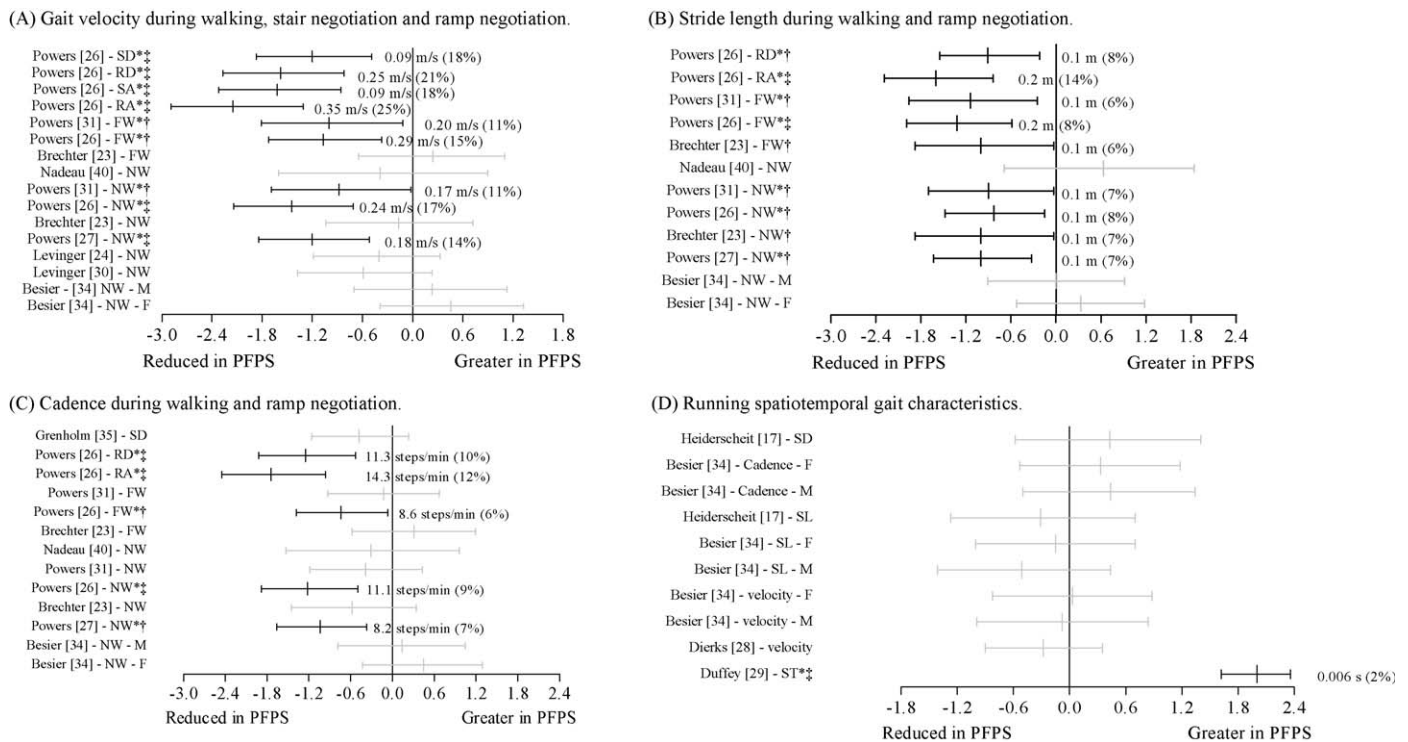 (A) Gait velocity during walking, stair negotiation and ramp negotiation.
Powers [26] - SD*‡ 0.09 m/s (18%)
Powers [26] - RD*‡ 0.25 m/s (21%)
Powers [26] - SA*‡ 0.09 m/s (18%)
Powers [26] - RA*‡ 0.35 m/s (25%)
Powers [31] - FW*† 0.20 m/s (11%)
Powers [26] - FW*† 0.29 m/s (15%)
Brechter [23] - FW
Nadeau [40] - NW
Powers [31] - NW*† 0.17 m/s (11%)
Powers [26] - NW*‡ 0.24 m/s (17%)
Brechter [23] - NW
Powers [27] - NW*‡ 0.18 m/s (14%)
Levinger [24] - NW
Levinger [30] - NW
Besier - [34] NW - M
Besier [34] - NW - F
-3.0 -2.4 -1.8 -1.2 -0.6 0.0 0.6 1.2 1.8
Reduced in PFPS Greater in PFPS
(B) Stride length during walking and ramp negotiation.
Powers [26] - RD*† 0.1 m (8%)
Powers [26] - RA*‡ 0.2 m (14%)
Powers [31] - FW*† 0.1 m (6%)
Powers [26] - FW*‡ 0.2 m (8%)
Brechter [23] - FW† 0.1 m (6%)
Nadeau [40] - NW
Powers [31] - NW*† 0.1 m (7%)
Powers [26] - NW*† 0.1 m (8%)
Brechter [23] - NW† 0.1 m (7%)
Powers [27] - NW*† 0.1 m (7%)
Besier [34] - NW - M
Besier [34] - NW - F
-3.0 -2.4 -1.8 -1.2 -0.6 0.0 0.6 1.2 1.8 2.4
Reduced in PFPS Greater in PFPS
(C) Cadence during walking and ramp negotiation.
Grenholm [35] - SD
Powers [26] - RD*‡ 11.3 steps/min (10%)
Powers [26] - RA*‡ 14.3 steps/min (12%)
Powers [31] - FW
Powers [26] - FW*† 8.6 steps/min (6%)
Brechter [23] - FW
Nadeau [40] - NW
Powers [31] - NW
Powers [26] - NW*‡ 11.1 steps/min (9%)
Brechter [23] - NW
Powers [27] - NW*† 8.2 steps/min (7%)
Besier [34] - NW - M
Besier [34] - NW - F
-3.0 -2.4 -1.8 -1.2 -0.6 0.0 0.6 1.2 1.8 2.4
Reduced in PFPS Greater in PFPS
(D) Running spatiotemporal gait characteristics.
Heiderscheit [17] - SD
Besier [34] - Cadence - F
Besier [34] - Cadence - M
Heiderscheit [17] - SL
Besier [34] - SL - F
Besier [34] - SL - M
Besier [34] - velocity - F
Besier [34] - velocity - M
Dierks [28] - velocity
Duffey [29] - ST*‡ 0.006 s (2%)
-1.8 -1.2 -0.6 0.0 0.6 1.2 1.8 2.4
Reduced in PFPS Greater in PFPS